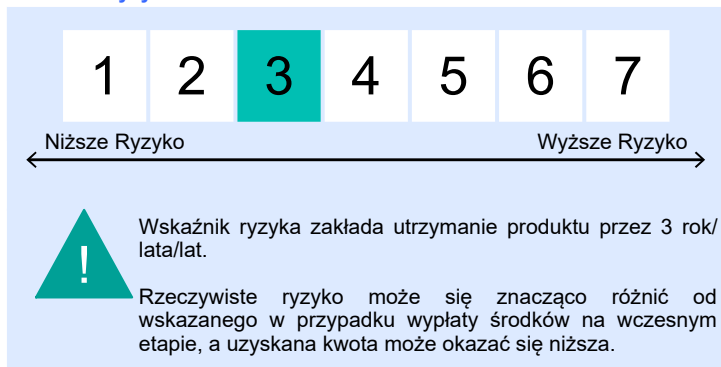 1 2 3 4 5 6 7
Niższe Ryzyko Wyższe Ryzyko
!
Wskaźnik ryzyka zakłada utrzymanie produktu przez 3 rok/
lata/lat.
Rzeczywiste ryzyko może się znacząco różnić od
wskazanego w przypadku wypłaty środków na wczesnym
etapie, a uzyskana kwota może okazać się niższa.